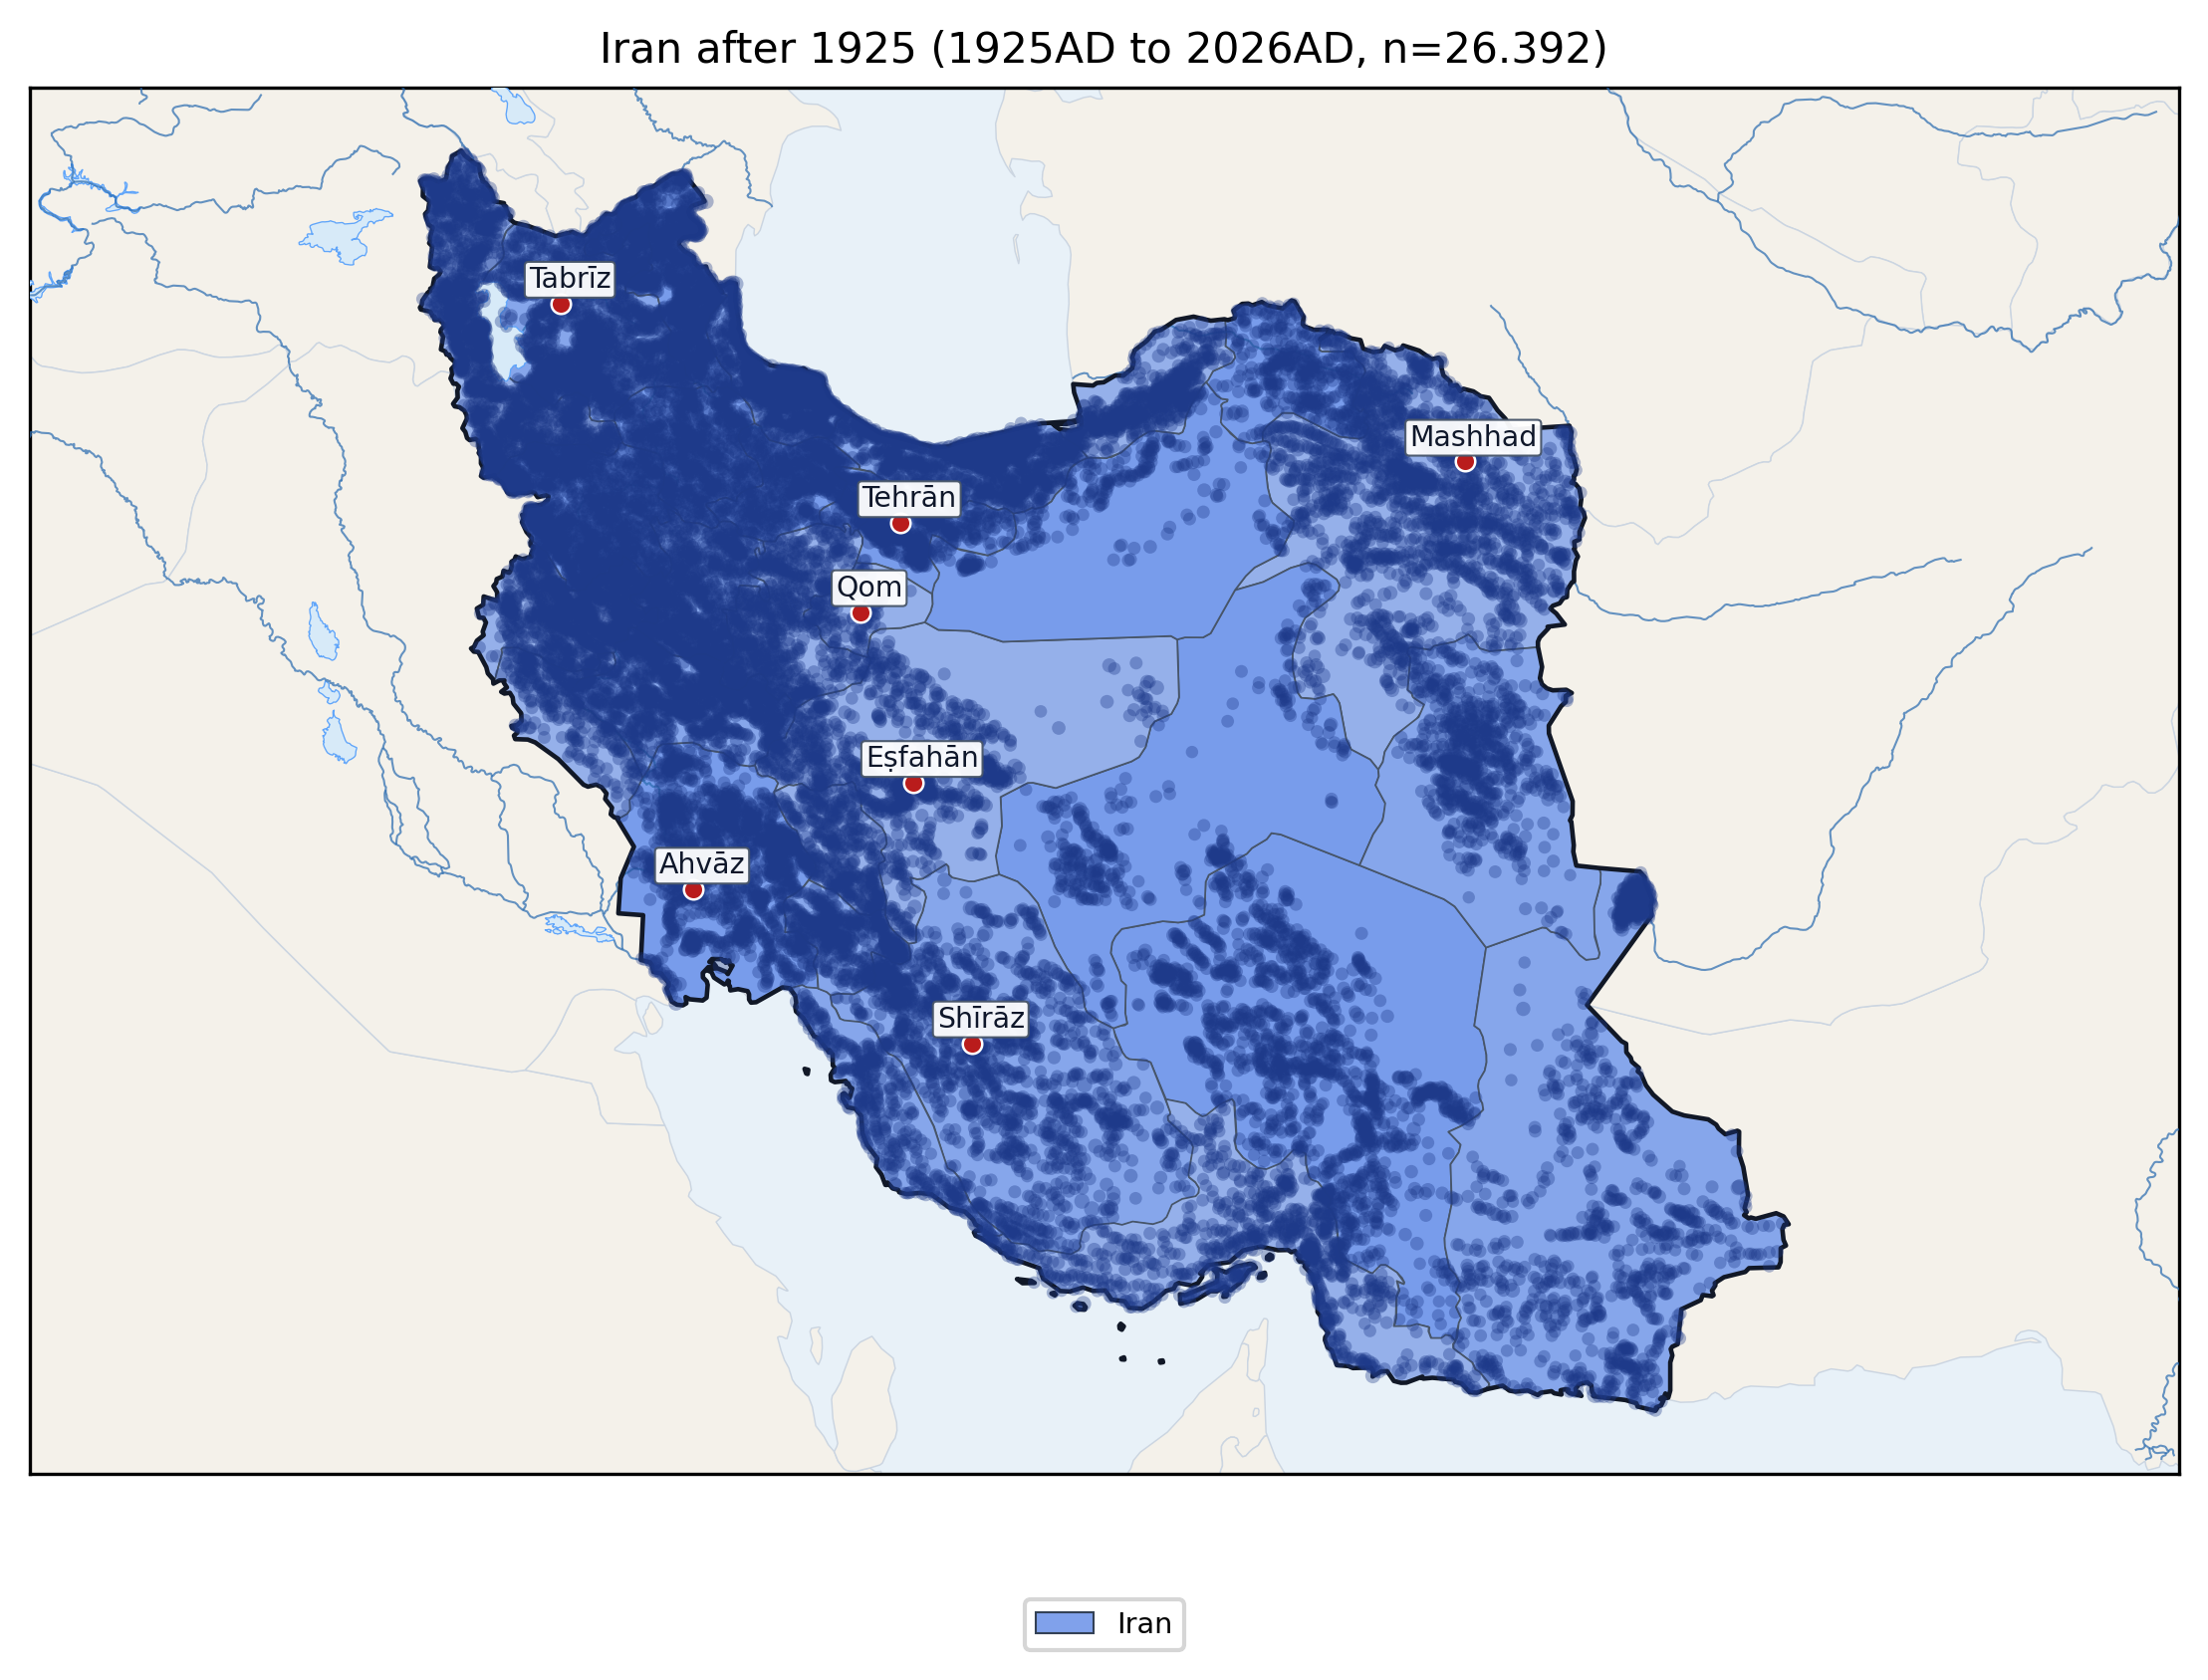 Iran after 1925 (1925AD to 2026AD, n=26.392)
Tabrīz
Mashhad
Tehrān
Qom
Eṣfahān
Ahvāz
Shīrāz
Iran